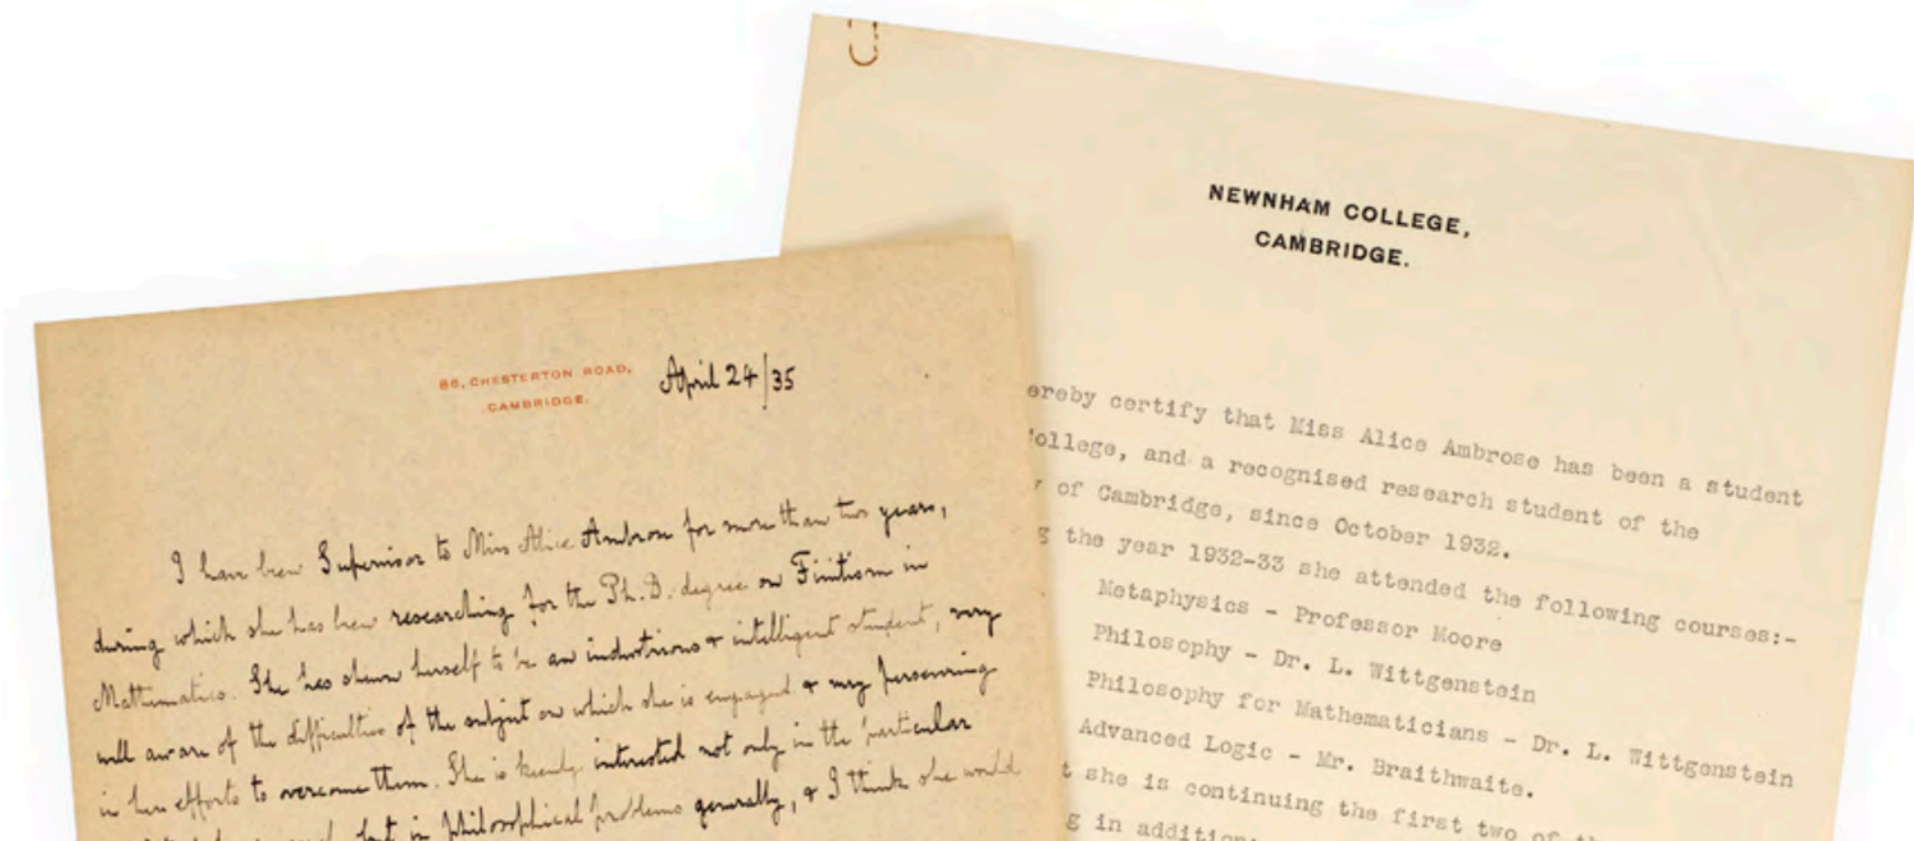 86, CHESTERTON ROAD,
CAMBRIDGE.
April 24/35
I have been Supervisor to Miss Alice Ambrose for more than two years,
during which she has been researching for the Ph.D. degree on Finitism in
Mathematics. She has shewn herself to be an industrious & intelligent student, very
well aware of the difficulties of the subject on which she is engaged & very persevering
in her efforts to overcome them. She is keenly interested not only in the particular
but in philosophical problems generally, & I think she would
NEWNHAM COLLEGE,
CAMBRIDGE.
ereby certify that Miss Alice Ambrose has been a student
ollege, and a recognised research student of the
y of Cambridge, since October 1932.
g the year 1932-33 she attended the following courses:-
Metaphysics - Professor Moore
Philosophy - Dr. L. Wittgenstein
Philosophy for Mathematicians - Dr. L. Wittgenstein
Advanced Logic - Mr. Braithwaite.
t she is continuing the first two of
g in addition